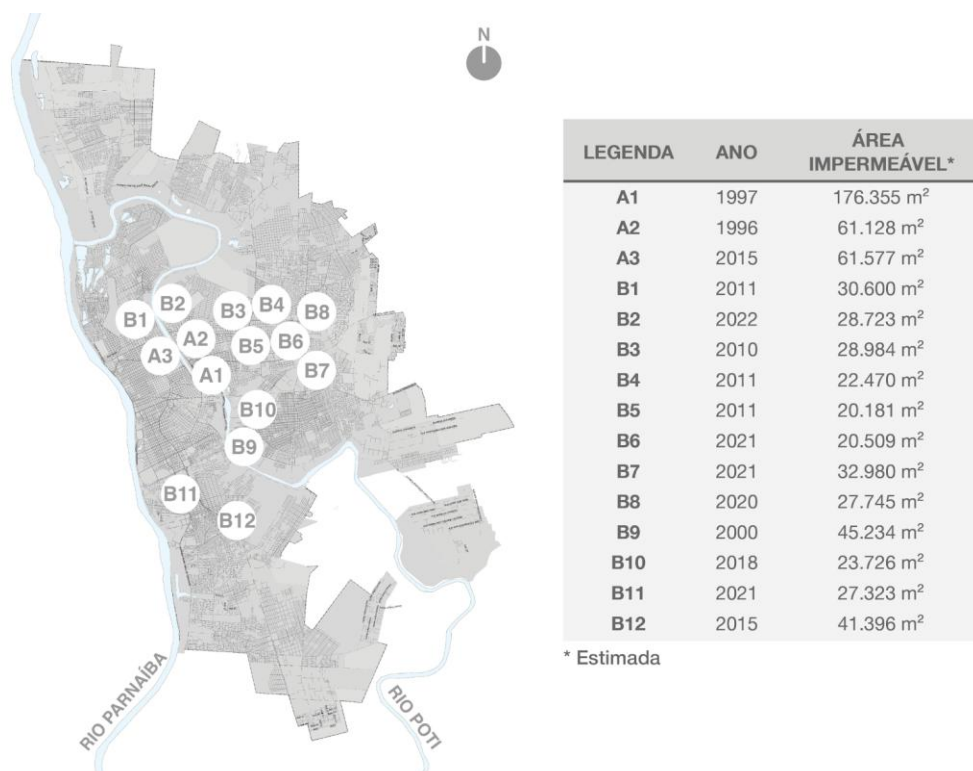 N
B2
B4
B1
B3
B8
A2
B5
B6
A3
A1
B7
B10
B9
B11
B12
RIO PARNAÍBA
RIO POTI
LEGENDA ANO ÁREA IMPERMEÁVEL*
A1 1997 176.355 m²
A2 1996 61.128 m²
A3 2015 61.577 m²
B1 2011 30.600 m²
B2 2022 28.723 m²
B3 2010 28.984 m²
B4 2011 22.470 m²
B5 2011 20.181 m²
B6 2021 20.509 m²
B7 2021 32.980 m²
B8 2020 27.745 m²
B9 2000 45.234 m²
B10 2018 23.726 m²
B11 2021 27.323 m²
B12 2015 41.396 m²
* Estimada